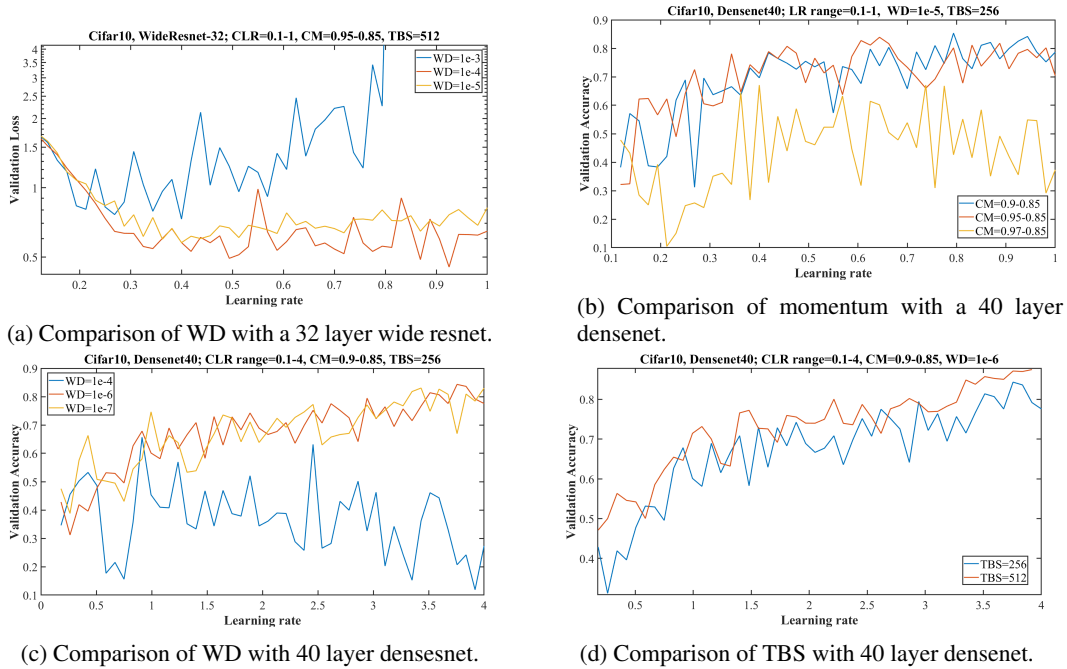 Cifar10, WideResnet-32; CLR=0.1-1, CM=0.95-0.85, TBS=512
4
3
2.5
2
1.5
1
0.5
Validation Loss
WD=1e-3
WD=1e-4
WD=1e-5
0.2 0.3 0.4 0.5 0.6 0.7 0.8 0.9 1
Learning rate
(a) Comparison of WD with a 32 layer wide resnet.
Cifar10, Densenet40; LR range=0.1-1, WD=1e-5, TBS=256
0.9
0.8
0.7
0.6
0.5
0.4
0.3
0.2
0.1
Validation Accuracy
CM=0.9-0.85
CM=0.95-0.85
CM=0.97-0.85
0.1 0.2 0.3 0.4 0.5 0.6 0.7 0.8 0.9 1
Learning rate
(b) Comparison of momentum with a 40 layer
densenet.
Cifar10, Densenet40; CLR range=0.1-4, CM=0.9-0.85, TBS=256
0.9
0.8
0.7
0.6
0.5
0.4
0.3
0.2
0.1
Validation Accuracy
WD=1e-4
WD=1e-6
WD=1e-7
0 0.5 1 1.5 2 2.5 3 3.5 4
Learning rate
(c) Comparison of WD with 40 layer densesnet.
Cifar10, Densenet40; CLR range=0.1-4, CM=0.9-0.85, WD=1e-6
0.8
0.7
0.6
0.5
0.4
Validation Accuracy
TBS=256
TBS=512
0.5 1 1.5 2 2.5 3 3.5 4
Learning rate
(d) Comparison of TBS with 40 layer densenet.